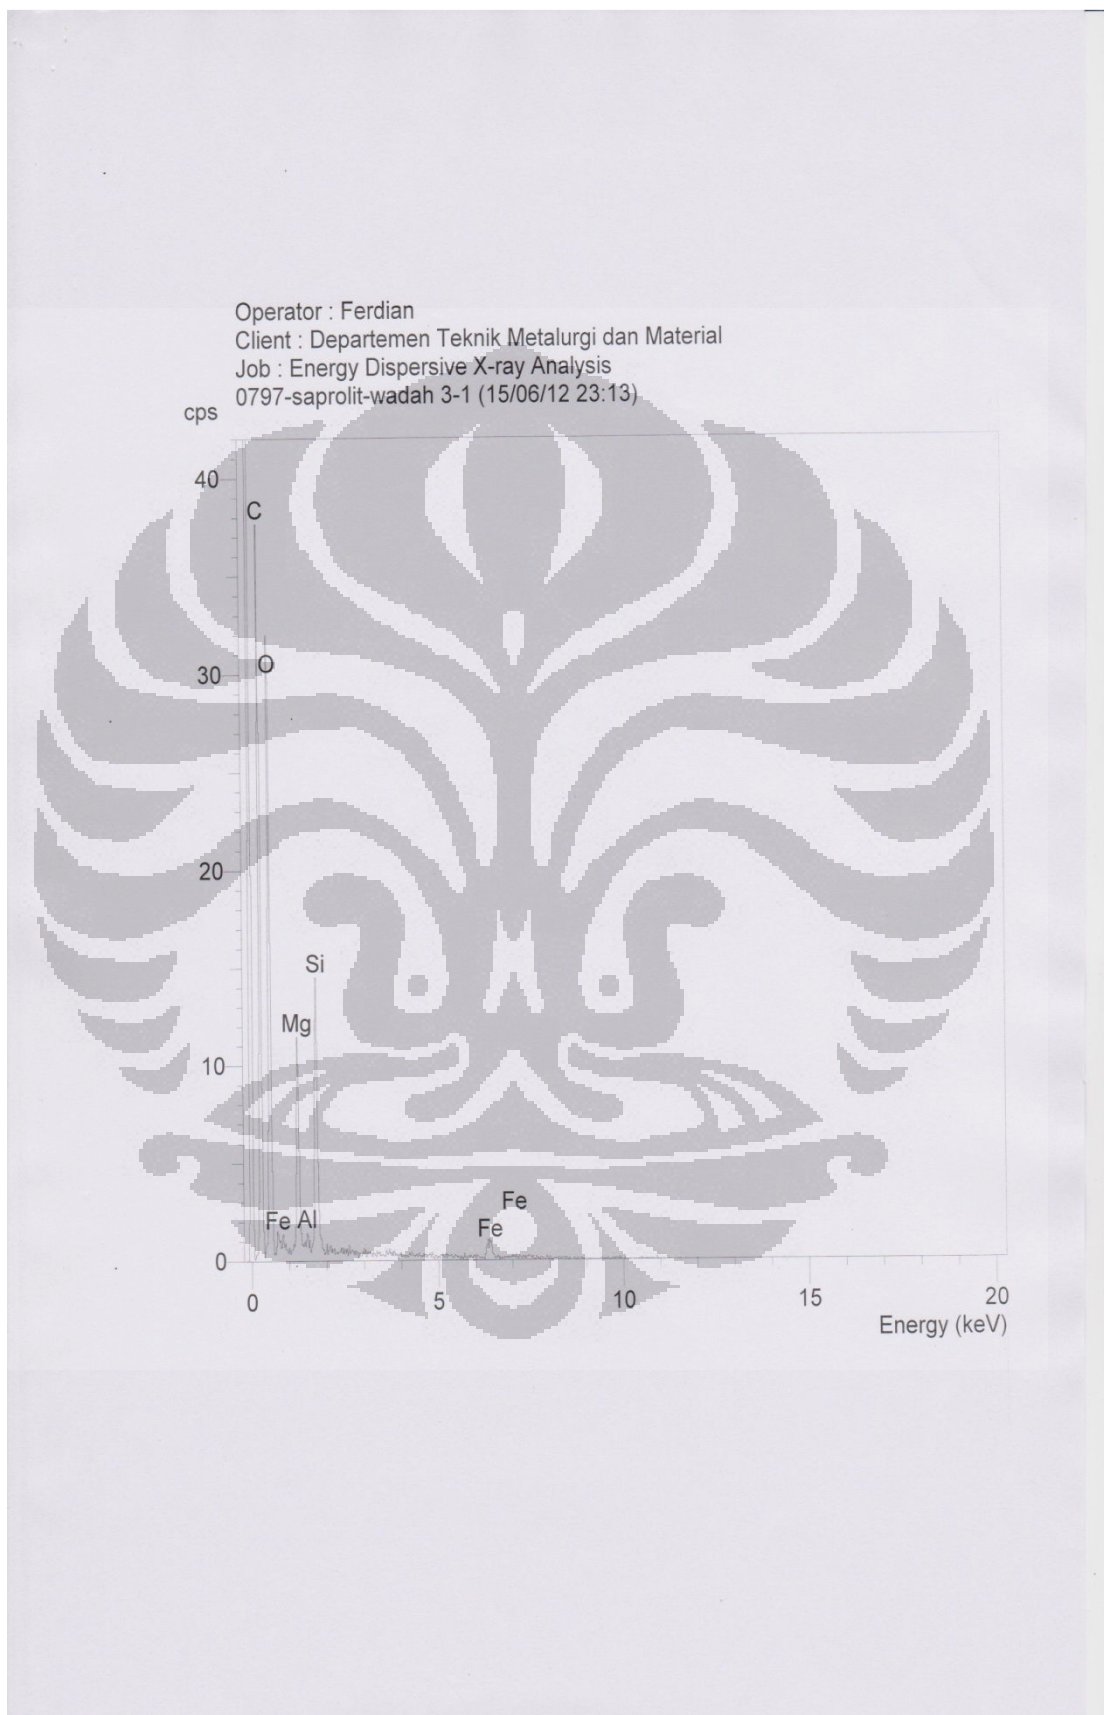 Operator : Ferdian
Client : Departemen Teknik Metalurgi dan Material
Job : Energy Dispersive X-ray Analysis
0797-saprolit-wadah 3-1 (15/06/12 23:13)
cps
40
C
30
O
20
Si
Mg
10
Fe
Fe Al
Fe
0
0 5 10 15 20
Energy (keV)